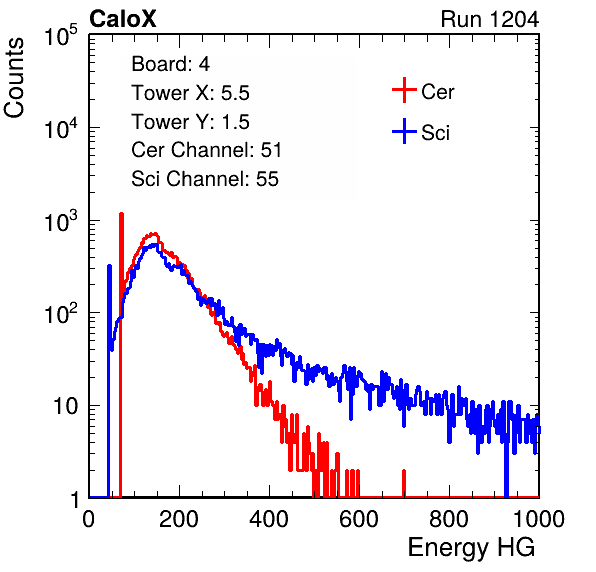 CaloX Run 1204
Counts
10^5
10^4
10^3
10^2
10
1
Board: 4
Tower X: 5.5
Tower Y: 1.5
Cer Channel: 51
Sci Channel: 55
Cer
Sci
0 200 400 600 800 1000
Energy HG